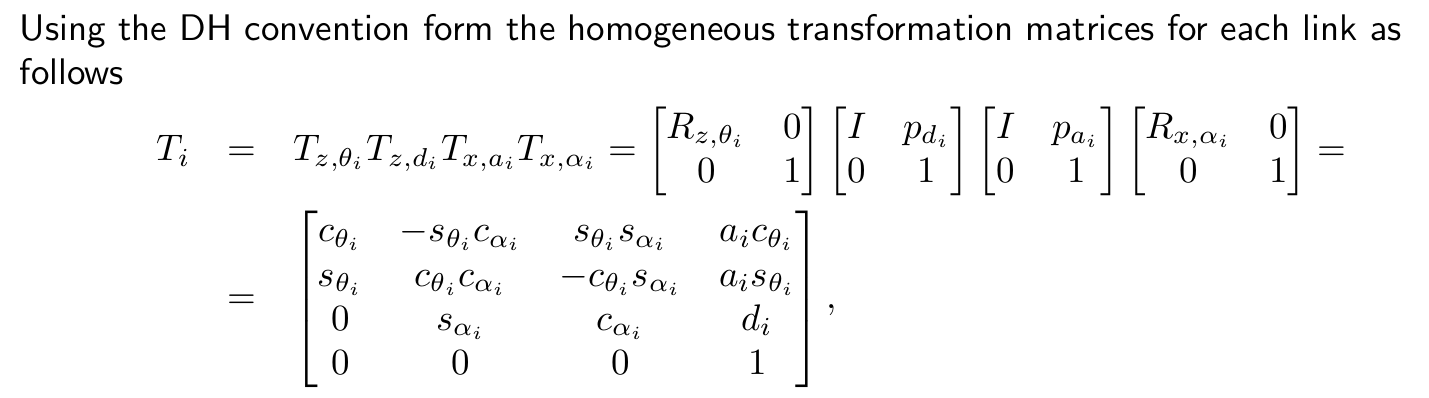 Using the DH convention form the homogeneous transformation matrices for each link as
follows
$T_i \quad = \quad T_{z,\theta_i} T_{z,d_i} T_{x,a_i} T_{x,\alpha_i} = \begin{bmatrix} R_{z,\theta_i} & 0 \\ 0 & 1 \end{bmatrix} \begin{bmatrix} I & p_{d_i} \\ 0 & 1 \end{bmatrix} \begin{bmatrix} I & p_{a_i} \\ 0 & 1 \end{bmatrix} \begin{bmatrix} R_{x,\alpha_i} & 0 \\ 0 & 1 \end{bmatrix} =$
$= \quad \begin{bmatrix} c_{\theta_i} & -s_{\theta_i} c_{\alpha_i} & s_{\theta_i} s_{\alpha_i} & a_i c_{\theta_i} \\ s_{\theta_i} & c_{\theta_i} c_{\alpha_i} & -c_{\theta_i} s_{\alpha_i} & a_i s_{\theta_i} \\ 0 & s_{\alpha_i} & c_{\alpha_i} & d_i \\ 0 & 0 & 0 & 1 \end{bmatrix},$